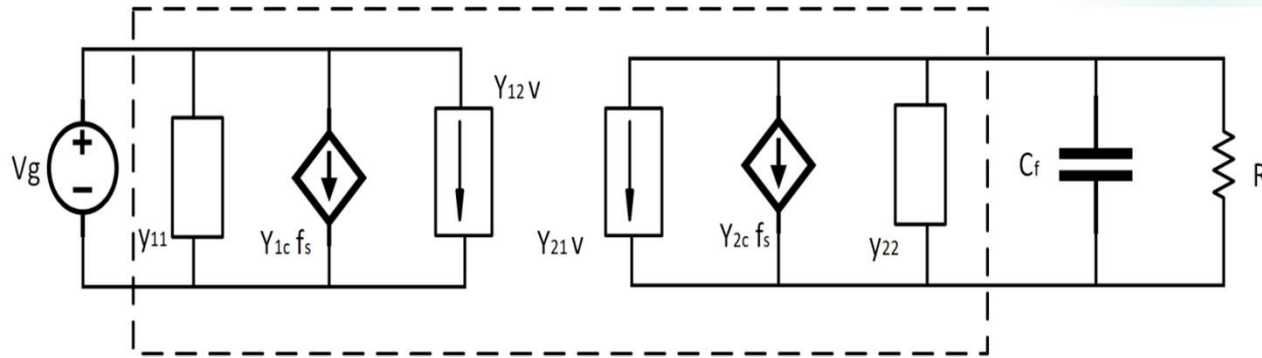 Y12 v
Vg
+
−
y11
Y1c fs
Y21 v
Y2c fs
y22
Cf
R